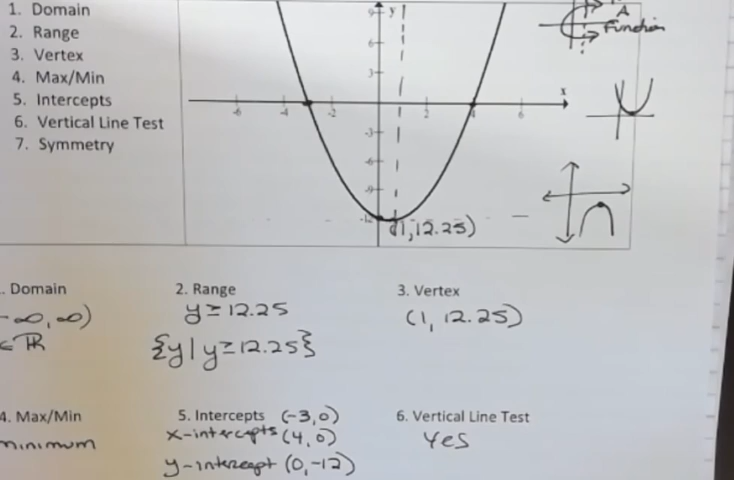 1. Domain
2. Range
3. Vertex
4. Max/Min
5. Intercepts
6. Vertical Line Test
7. Symmetry
9 y
6
3
-6 -4 -2 2 6 x
-3
-6
-9
-12
(1,12.25)
A
Function
. Domain
-∞, ∞)
∈ ℝ
2. Range
y ≥ 12.25
{y | y ≥ 12.25}
3. Vertex
(1, 12.25)
4. Max/Min
minimum
5. Intercepts (-3,0)
x-intercepts (4,0)
y-intercept (0,-12)
6. Vertical Line Test
Yes